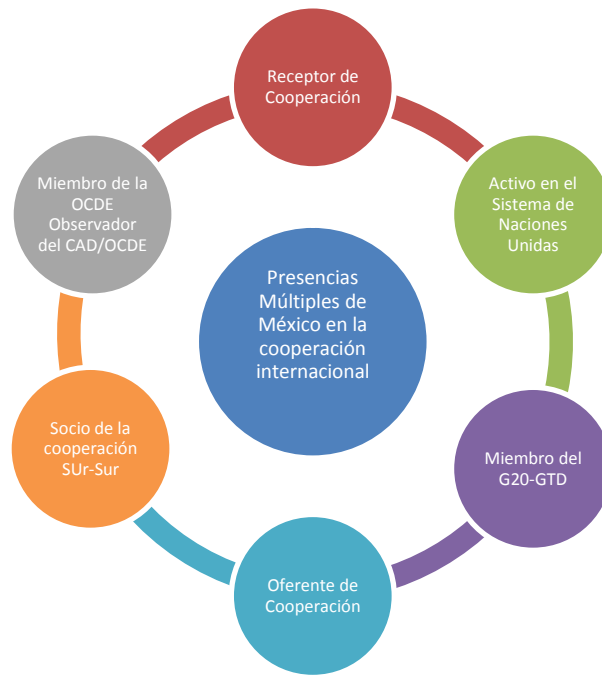 Receptor de
Cooperación
Activo en el
Sistema de
Naciones
Unidas
Miembro del
G20-GTD
Oferente de
Cooperación
Socio de la
cooperación
SUr-Sur
Miembro de la
OCDE
Observador
del CAD/OCDE
Presencias
Múltiples de
México en la
cooperación
internacional